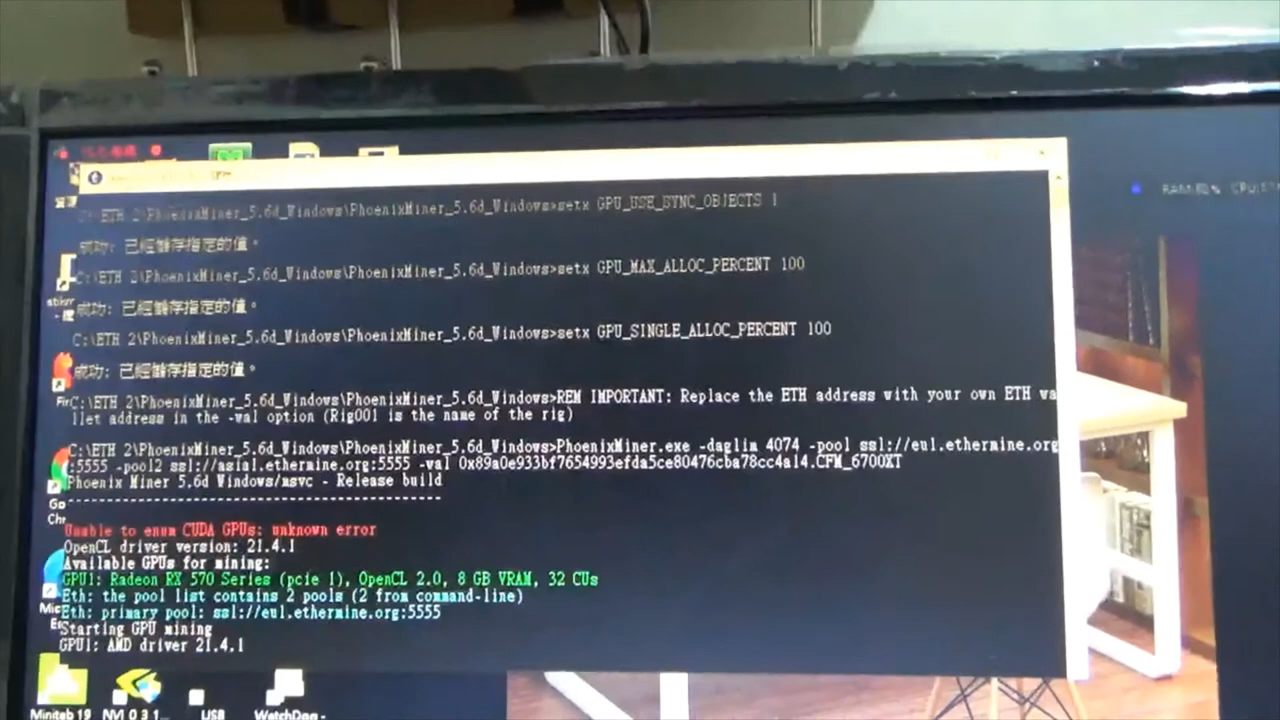 C:\ETH 2\PhoenixMiner_5.6d_Windows\PhoenixMiner_5.6d_Windows>setx GPU_USE_SYNC_OBJECTS 1
成功: 已經儲存指定的值。
C:\ETH 2\PhoenixMiner_5.6d_Windows\PhoenixMiner_5.6d_Windows>setx GPU_MAX_ALLOC_PERCENT 100
成功: 已經儲存指定的值。
C:\ETH 2\PhoenixMiner_5.6d_Windows\PhoenixMiner_5.6d_Windows>setx GPU_SINGLE_ALLOC_PERCENT 100
成功: 已經儲存指定的值。
C:\ETH 2\PhoenixMiner_5.6d_Windows\PhoenixMiner_5.6d_Windows>REM IMPORTANT: Replace the ETH address with your own ETH wa
llet address in the -wal option (Rig001 is the name of the rig)
C:\ETH 2\PhoenixMiner_5.6d_Windows\PhoenixMiner_5.6d_Windows>PhoenixMiner.exe -daglim 4074 -pool ssl://eu1.ethermine.org
:5555 -pool2 ssl://asia1.ethermine.org:5555 -wal 0x89a0e933bf7654993efda5ce80476cba78cc4a14.CFM_6700XT
Phoenix Miner 5.6d Windows/msvc - Release build
-----------------------------------------------
Unable to enum CUDA GPUs: unknown error
OpenCL driver version: 21.4.1
Available GPUs for mining:
GPU1: Radeon RX 570 Series (pcie 1), OpenCL 2.0, 8 GB VRAM, 32 CUs
Eth: the pool list contains 2 pools (2 from command-line)
Eth: primary pool: ssl://eu1.ethermine.org:5555
Starting GPU mining
GPU1: AMD driver 21.4.1
Minitab 19
USB
WatchDog -